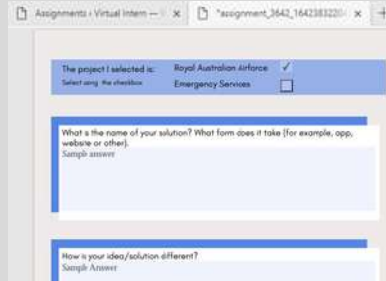 Assignments › Virtual Intern —
*assignment_3642_1642383220
The project I selected is:
Royal Australian Airforce ✓
Select using the checkbox
Emergency Services
What s the name of your solution? What form does it take (for example, app,
website or other).
Sample answer
How is your idea/solution different?
Sample Answer